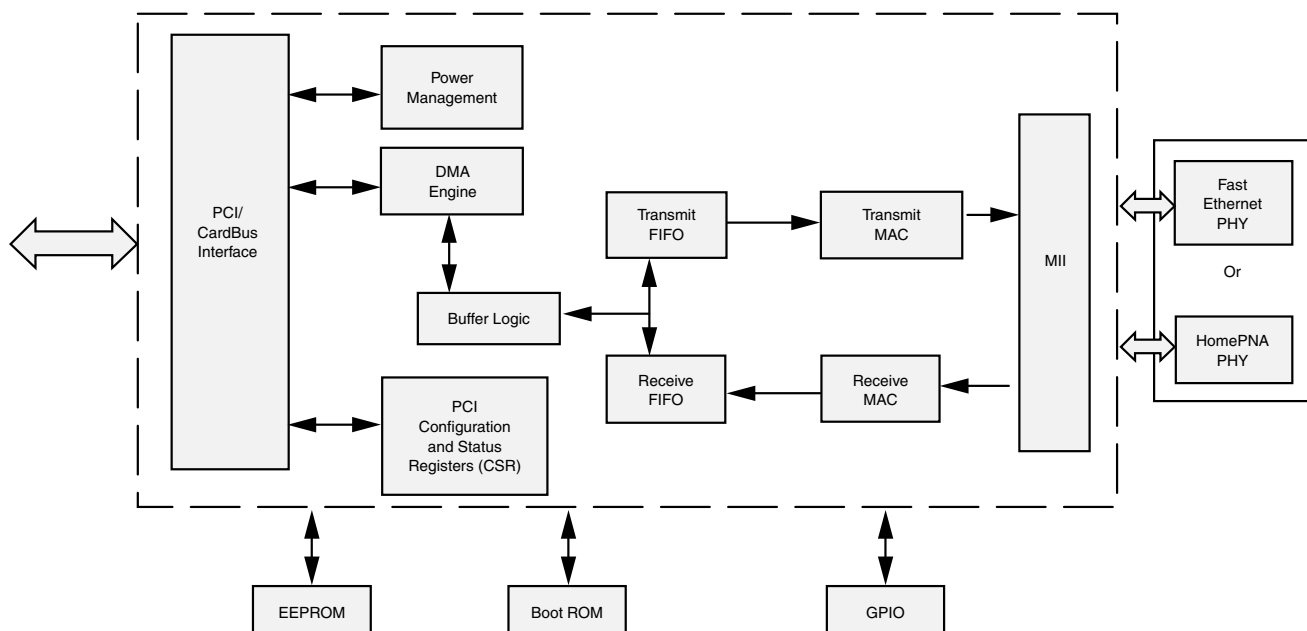 Power
Management
DMA
Engine
PCI/
CardBus
Interface
Buffer Logic
PCI
Configuration
and Status
Registers (CSR)
Transmit
FIFO
Transmit
MAC
Receive
FIFO
Receive
MAC
MII
Fast
Ethernet
PHY
Or
HomePNA
PHY
EEPROM
Boot ROM
GPIO